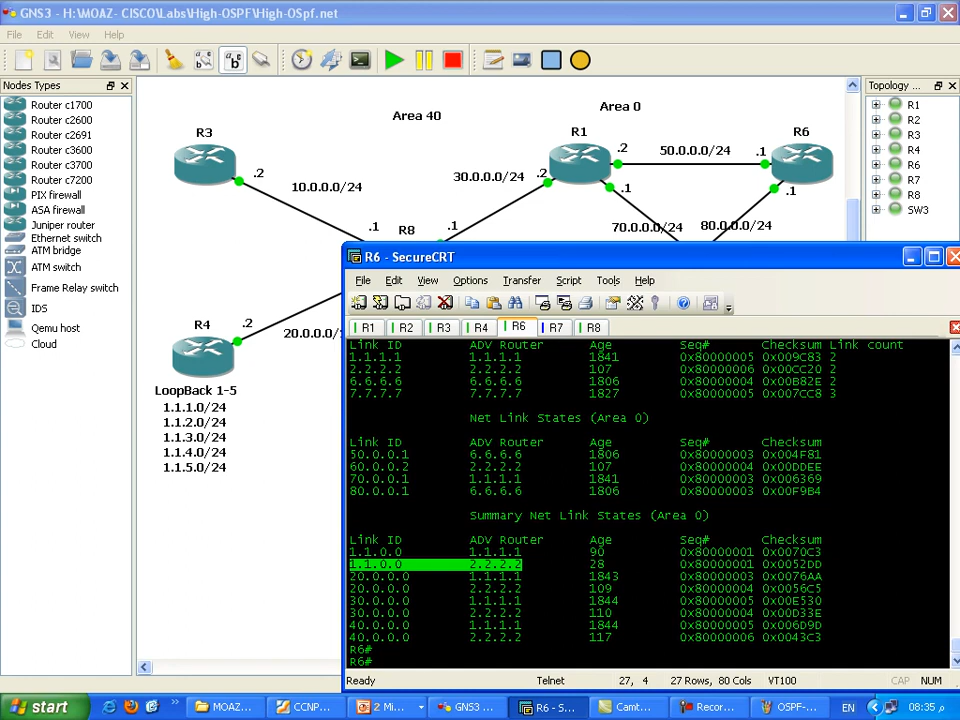 GNS3 - H:\MOAZ- CISCO\Labs\High-OSPF\High-OSpf.net
File Edit View Help
Nodes Types
Router c1700
Router c2600
Router c2691
Router c3600
Router c3700
Router c7200
PIX firewall
ASA firewall
Juniper router
Ethernet switch
ATM bridge
ATM switch
Frame Relay switch
IDS
Qemu host
Cloud
Area 40
Area 0
R3
R1
R6
.2
10.0.0.0/24
30.0.0.0/24
.2
.2
50.0.0.0/24
.1
.1
.1
.1
R8
.1
70.0.0.0/24
80.0.0.0/24
R4
.2
20.0.0.0/
LoopBack 1-5
1.1.1.0/24
1.1.2.0/24
1.1.3.0/24
1.1.4.0/24
1.1.5.0/24
Topology ...
R1
R2
R3
R4
R6
R7
R8
SW3
R6 - SecureCRT
File Edit View Options Transfer Script Tools Help
R1 R2 R3 R4 R6 R7 R8
Link ID ADV Router Age Seq# Checksum Link count
1.1.1.1 1.1.1.1 1841 0x80000005 0x009C83 2
2.2.2.2 2.2.2.2 107 0x80000006 0x00CC20 2
6.6.6.6 6.6.6.6 1806 0x80000004 0x00B82E 2
7.7.7.7 7.7.7.7 1827 0x80000005 0x007CC8 3
Net Link States (Area 0)
Link ID ADV Router Age Seq# Checksum
50.0.0.1 6.6.6.6 1806 0x80000003 0x004F81
60.0.0.2 2.2.2.2 107 0x80000004 0x00DDEE
70.0.0.1 1.1.1.1 1841 0x80000003 0x006369
80.0.0.1 6.6.6.6 1806 0x80000003 0x00F9B4
Summary Net Link States (Area 0)
Link ID ADV Router Age Seq# Checksum
1.1.0.0 1.1.1.1 90 0x80000001 0x0070C3
1.1.0.0 2.2.2.2 28 0x80000001 0x0052DD
20.0.0.0 1.1.1.1 1843 0x80000003 0x0076AA
20.0.0.0 2.2.2.2 109 0x80000004 0x0056C5
30.0.0.0 1.1.1.1 1844 0x80000005 0x00E530
30.0.0.0 2.2.2.2 110 0x80000004 0x00D33E
40.0.0.0 1.1.1.1 1844 0x80000005 0x006D9D
40.0.0.0 2.2.2.2 117 0x80000006 0x0043C3
R6#
R6#
Ready Telnet 27, 4 27 Rows, 80 Cols VT100 CAP NUM
start MOAZ... CCNP... 2 Mi... GNS3 ... R6 - S... Camt... Recor... OSPF-... EN 08:35 م